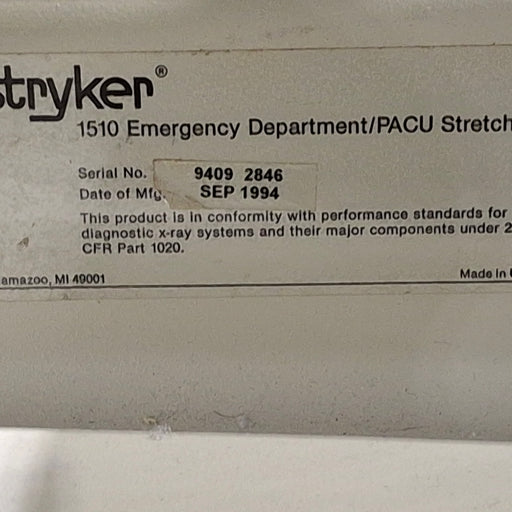 stryker®
1510 Emergency Department/PACU Stretch
Serial No. 9409 2846
Date of Mfg. SEP 1994
This product is in conformity with performance standards for
diagnostic x-ray systems and their major components under 2
CFR Part 1020.
amazoo, MI 49001 Made in